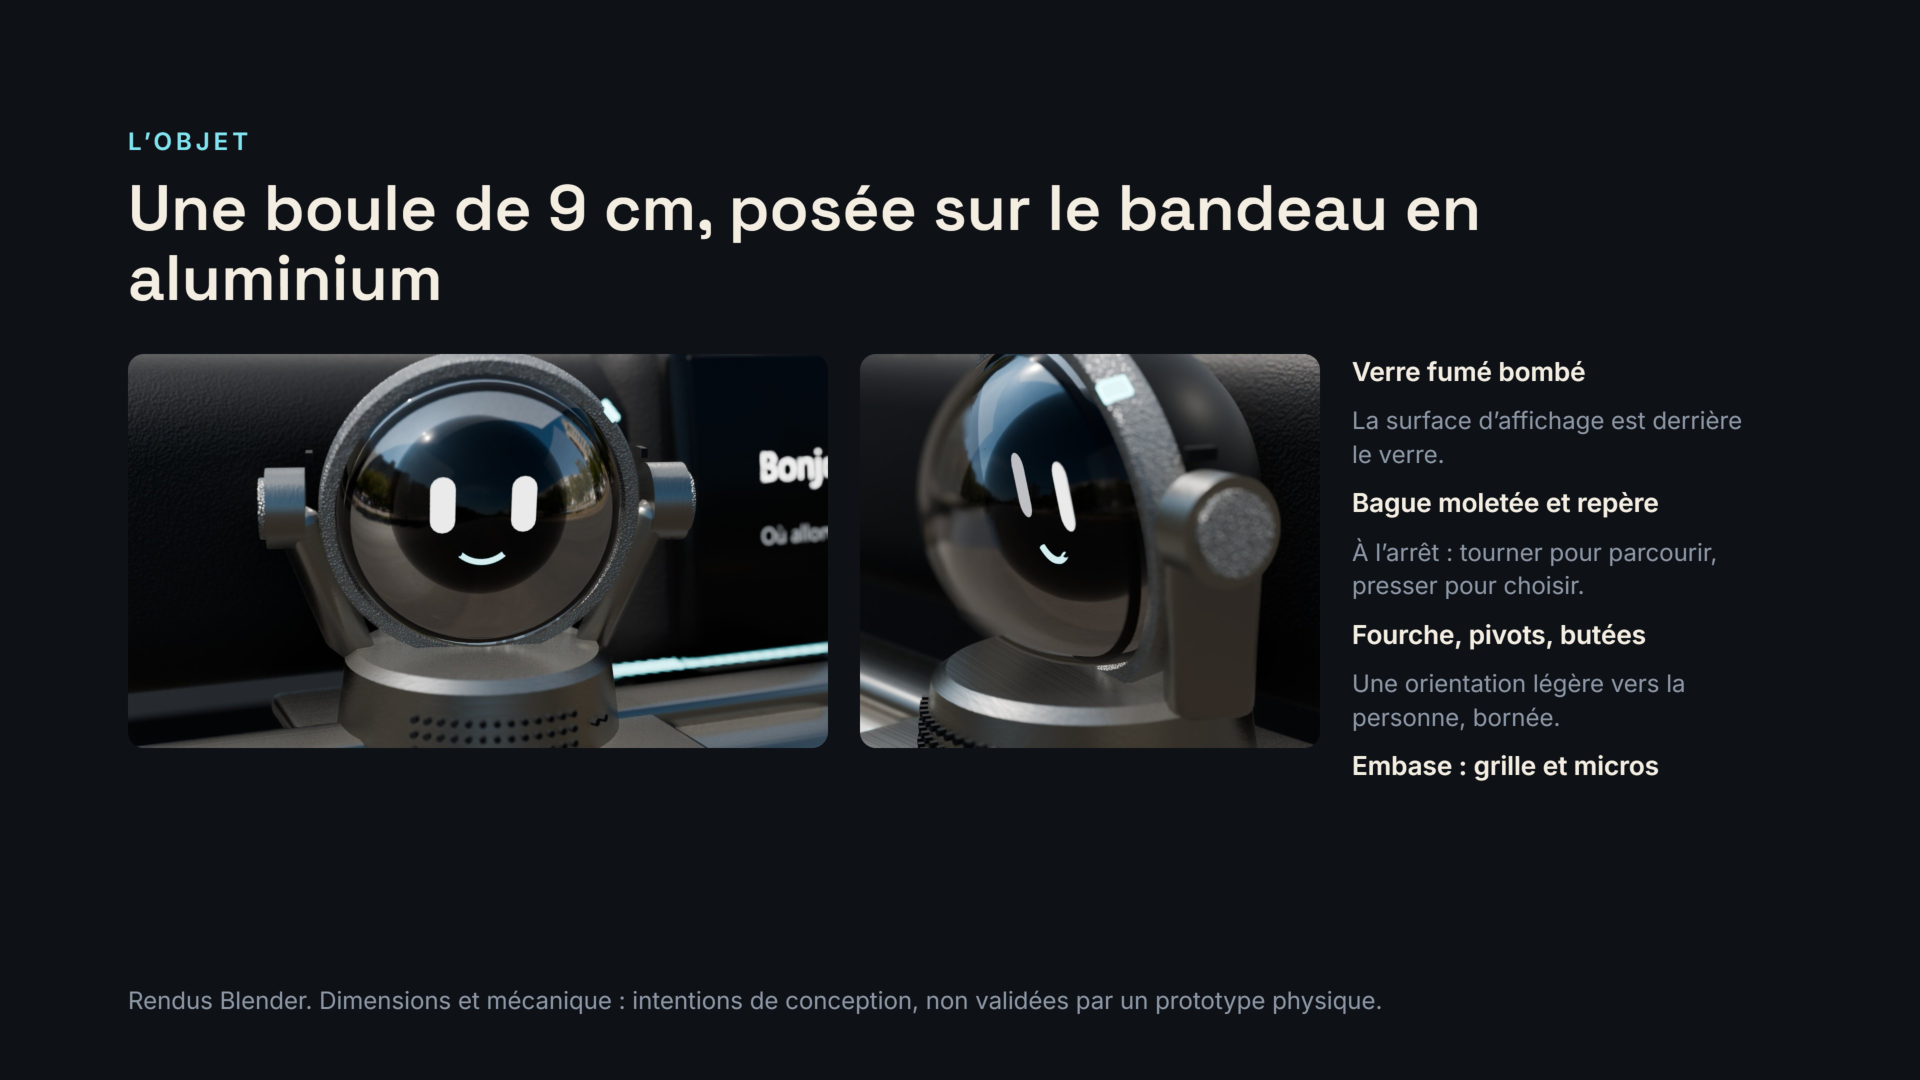 L’OBJET
Une boule de 9 cm, posée sur le bandeau en
aluminium
Bonj
Où allon
Verre fumé bombé
La surface d’affichage est derrière
le verre.
Bague moletée et repère
À l’arrêt : tourner pour parcourir,
presser pour choisir.
Fourche, pivots, butées
Une orientation légère vers la
personne, bornée.
Embase : grille et micros
Rendus Blender. Dimensions et mécanique : intentions de conception, non validées par un prototype physique.